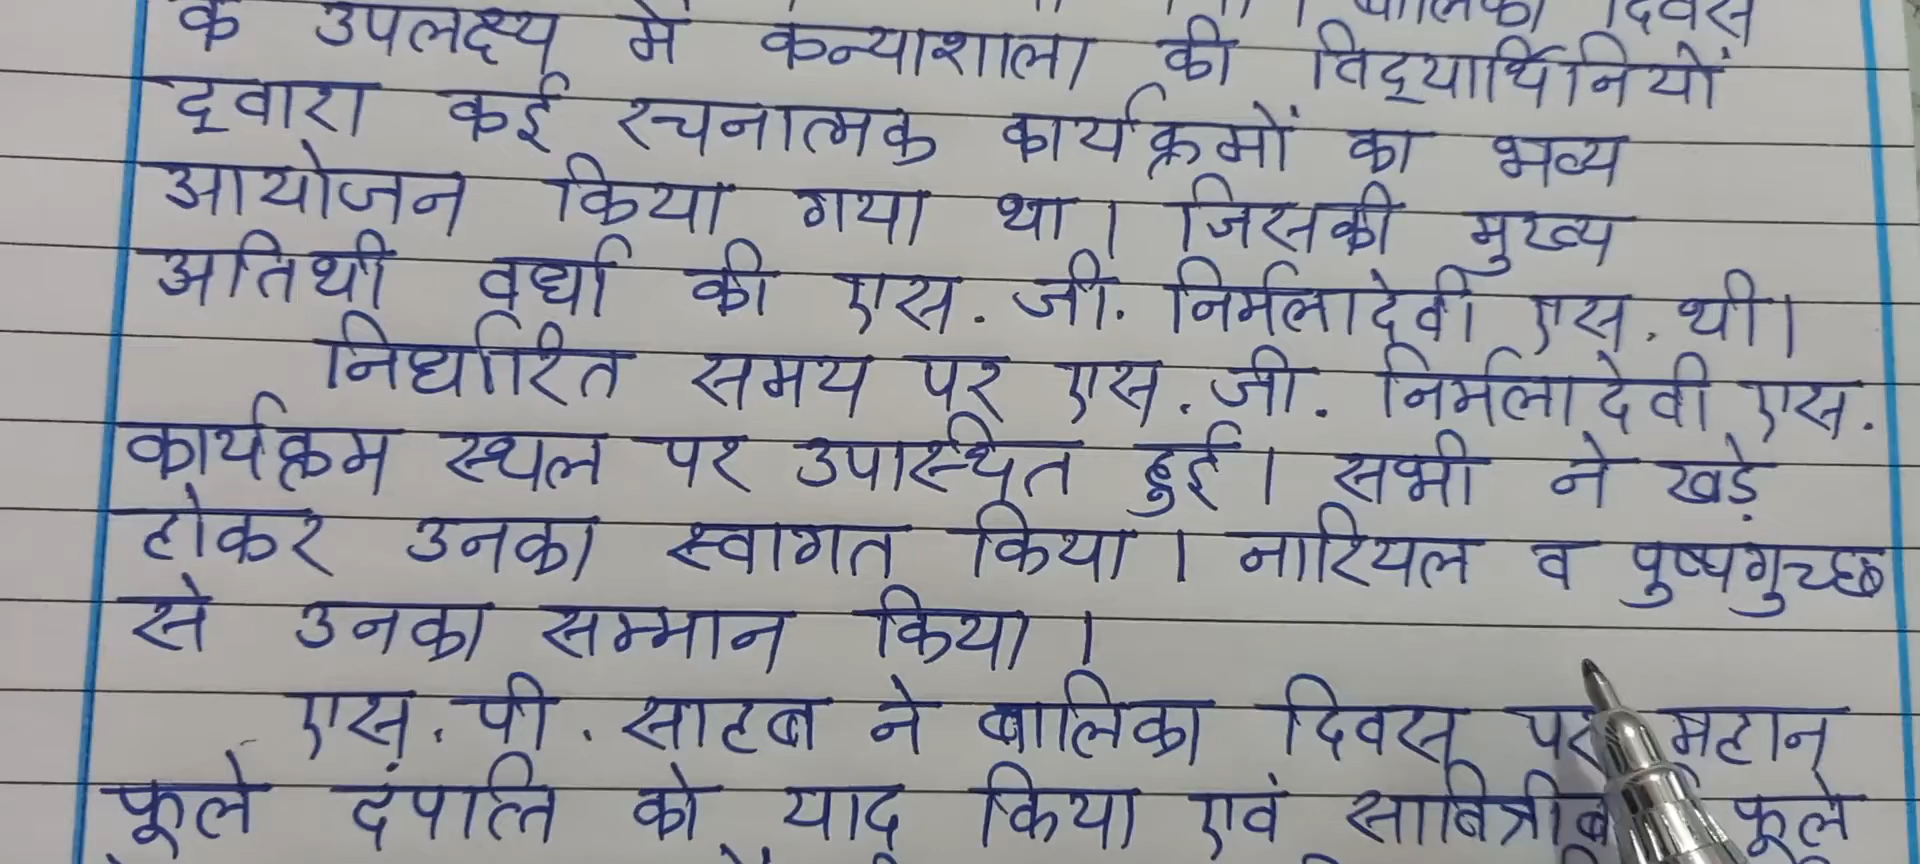 बालिका दिवस
के उपलक्ष्य में कन्याशाला की विद्यार्थिनियों
द्वारा कई रचनात्मक कार्यक्रमों का भव्य
आयोजन किया गया था। जिसकी मुख्य
अतिथी वर्धा की एस. जी. निर्मलादेवी एस. थी।
निर्धारित समय पर एस. जी. निर्मलादेवी एस.
कार्यक्रम स्थल पर उपस्थित हुई। सभी ने खड़े
होकर उनका स्वागत किया। नारियल व पुष्पगुच्छ
से उनका सम्मान किया।
एस. पी. साहब ने बालिका दिवस पर महान
फूले दंपत्ति को याद किया एवं फूले